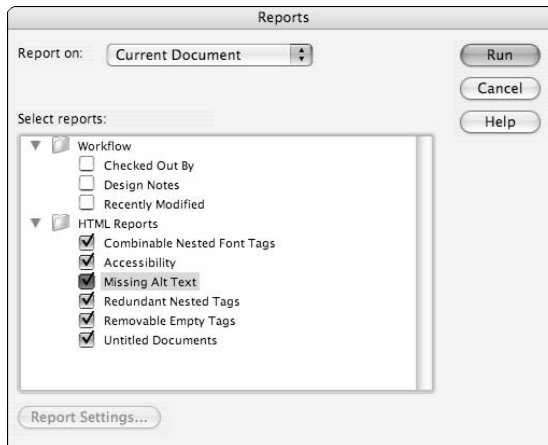 Reports
Report on: Current Document
Run
Cancel
Help
Select reports:
Workflow
Checked Out By
Design Notes
Recently Modified
HTML Reports
Combinable Nested Font Tags
Accessibility
Missing Alt Text
Redundant Nested Tags
Removable Empty Tags
Untitled Documents
Report Settings...